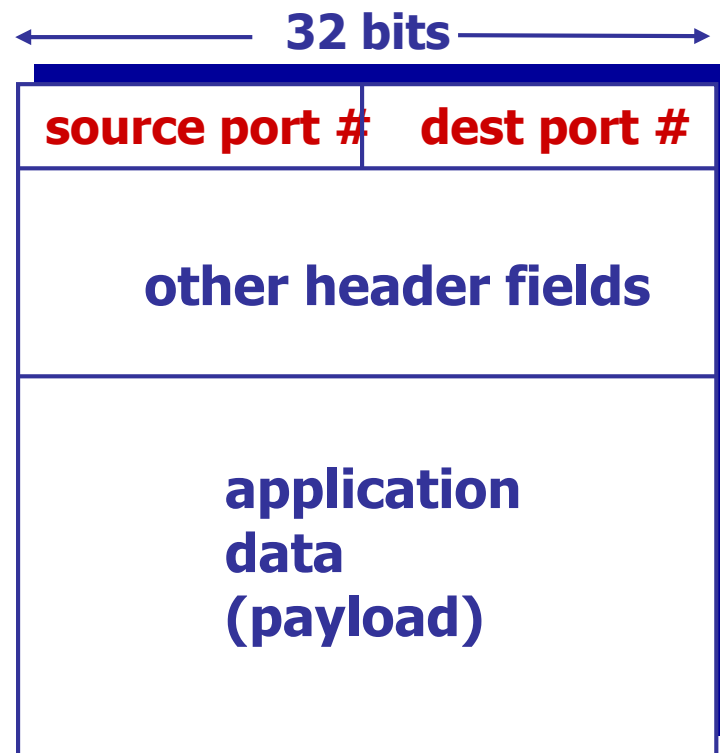 32 bits
source port # dest port #
other header fields
application
data
(payload)